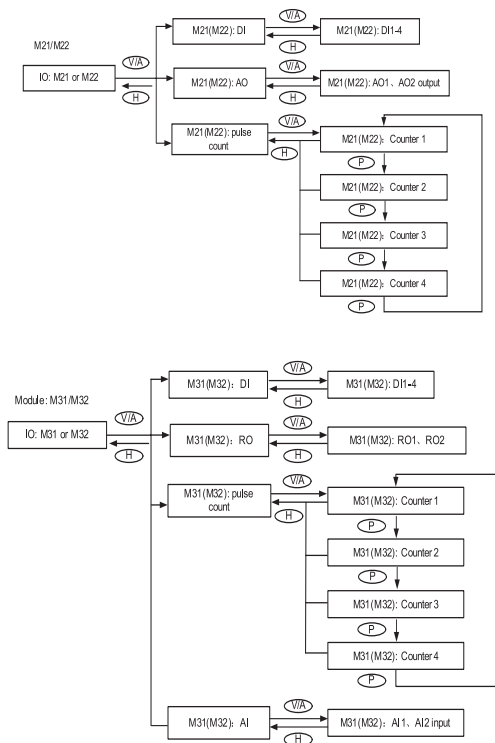 V/A
M21(M22): DI
M21(M22): DI1-4
M21/M22
H
V/A
V/A
IO: M21 or M22
M21(M22): AO
M21(M22): AO1、AO2 output
H
H
V/A
M21(M22): pulse
count
M21(M22): Counter 1
H
P
M21(M22): Counter 2
P
M21(M22): Counter 3
P
M21(M22): Counter 4
P
V/A
M31(M32): DI
M31(M32): DI1-4
Module: M31/M32
H
V/A
V/A
IO: M31 or M32
M31(M32): RO
M31(M32): RO1、RO2
H
H
V/A
M31(M32): pulse
count
M31(M32): Counter 1
H
P
M31(M32): Counter 2
P
M31(M32): Counter 3
P
M31(M32): Counter 4
P
V/A
M31(M32): AI
M31(M32): AI1、AI2 input
H